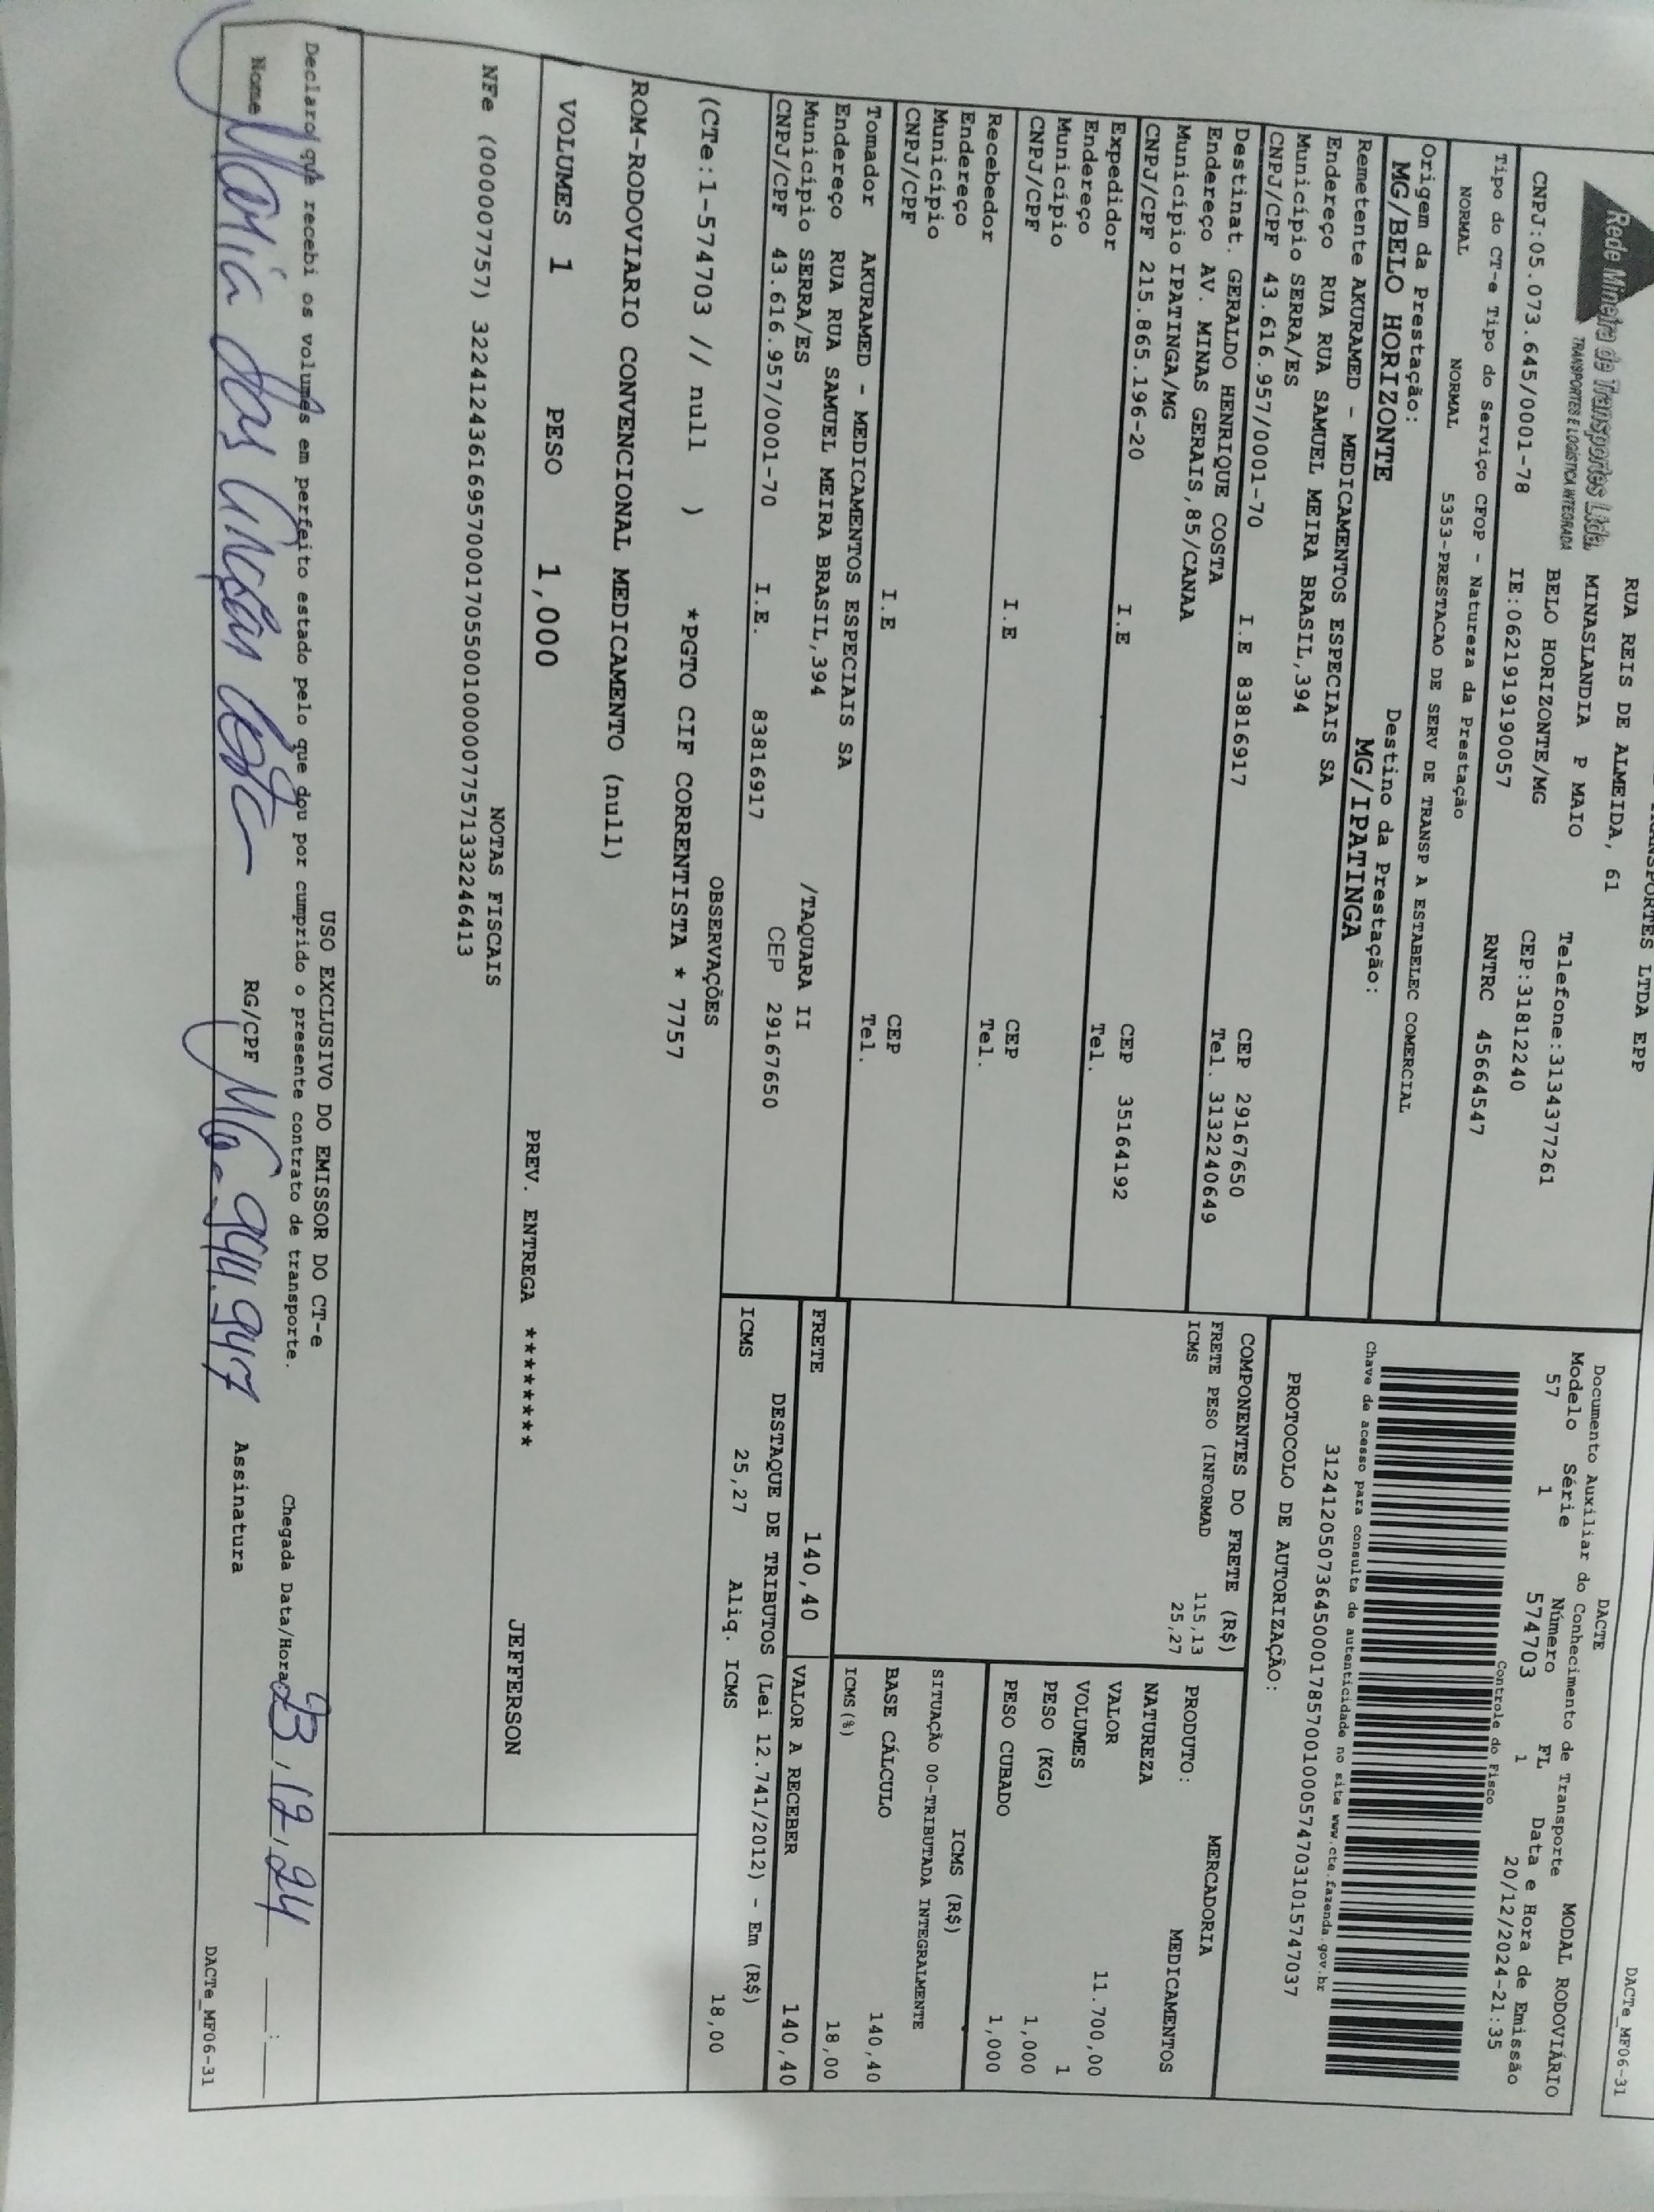 DACTe_MF06-31
TRANSPORTES LTDA EPP
Rede Mineira de Transportes Ltda.
TRANSPORTES E LOGÍSTICA INTEGRADA
RUA REIS DE ALMEIDA, 61
MINASLANDIA P MAIO Telefone:3134377261
BELO HORIZONTE/MG CEP:31812240
CNPJ:05.073.645/0001-78 IE:0621919190057 RNTRC 45664547
Tipo do CT-e Tipo do Serviço CFOP - Natureza da Prestação
NORMAL NORMAL 5353-PRESTACAO DE SERV DE TRANSP A ESTABELEC COMERCIAL
Origem da Prestação: Destino da Prestação:
MG/BELO HORIZONTE MG/IPATINGA
DACTE
Documento Auxiliar do Conhecimento de Transporte MODAL RODOVIÁRIO
Modelo Série Número FL Data e Hora de Emissão
57 1 574703 1 20/12/2024-21:35
Controle do Fisco
Chave de acesso para consulta de autenticidade no site www.cte.fazenda.gov.br
31241205073645000178570010005747031015747037
PROTOCOLO DE AUTORIZAÇÃO:
Remetente AKURAMED - MEDICAMENTOS ESPECIAIS SA
Endereço RUA RUA SAMUEL MEIRA BRASIL,394
Município SERRA/ES CEP 29167650
CNPJ/CPF 43.616.957/0001-70 I.E 83816917 Tel. 3132240649
Destinat. GERALDO HENRIQUE COSTA
Endereço AV. MINAS GERAIS,85/CANAA
Município IPATINGA/MG CEP 35164192
CNPJ/CPF 215.865.196-20 I.E Tel.
Expedidor
Endereço
Município CEP
CNPJ/CPF I.E Tel.
Recebedor
Endereço
Município CEP
CNPJ/CPF I.E Tel.
Tomador AKURAMED - MEDICAMENTOS ESPECIAIS SA
Endereço RUA RUA SAMUEL MEIRA BRASIL,394 /TAQUARA II
Município SERRA/ES CEP 29167650
CNPJ/CPF 43.616.957/0001-70 I.E. 83816917
COMPONENTES DO FRETE (R$)
FRETE PESO (INFORMAD 115,13
ICMS 25,27
MERCADORIA
PRODUTO: MEDICAMENTOS
NATUREZA
VALOR 11.700,00
VOLUMES 1
PESO (KG) 1,000
PESO CUBADO 1,000
ICMS (R$)
SITUAÇÃO 00-TRIBUTADA INTEGRALMENTE
BASE CÁLCULO 140,40
ICMS(%) 18,00
FRETE 140,40 VALOR A RECEBER 140,40
DESTAQUE DE TRIBUTOS (Lei 12.741/2012) - Em (R$)
ICMS 25,27 Aliq. ICMS 18,00
OBSERVAÇÕES
(CTe:1-574703 // null ) *PGTO CIF CORRENTISTA * 7757
ROM-RODOVIARIO CONVENCIONAL MEDICAMENTO (null)
VOLUMES 1 PESO 1,000 PREV. ENTREGA ******** JEFFERSON
NOTAS FISCAIS
NFe (000007757) 32241243616957000170550010000077571332246413
USO EXCLUSIVO DO EMISSOR DO CT-e
Declaro que recebi os volumes em perfeito estado pelo que dou por cumprido o presente contrato de transporte. Chegada Data/Hora 23,12,24 __:__
Nome Maria das Costa RG/CPF 941.947 Assinatura
DACTe_MF06-31